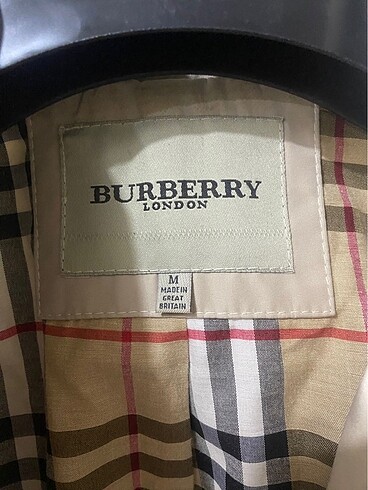 BURBERRY
LONDON
M
MADE IN
GREAT
BRITAIN